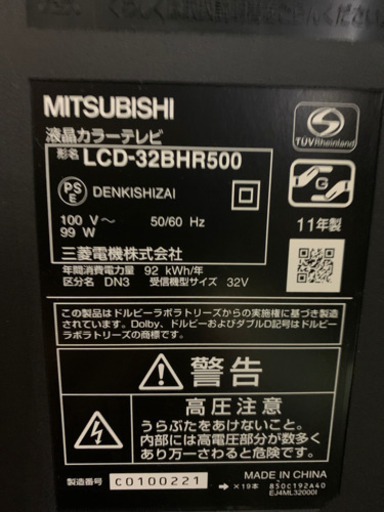 MITSUBISHI
液晶カラーテレビ
形名 LCD-32BHR500
PS E DENKISHIZAI
100 V～ 50/60 Hz
99 W
三菱電機株式会社
年間消費電力量 92 kWh/年
区分名 DN3 受信機型サイズ 32V
TÜVRheinland
G
11年製
この製品はドルビーラボラトリーズからの実施権に基づき製造
されています。Dolby、ドルビーおよびダブルD記号はドルビー
ラボラトリーズの商標です。
警告
高圧注意
うらぶたをあけないこと。
内部には高電圧部分が数多く
あり万一さわると危険です。
MADE IN CHINA
製造番号 C0100221 → ×19本 850C192A40
EJ4ML32000I